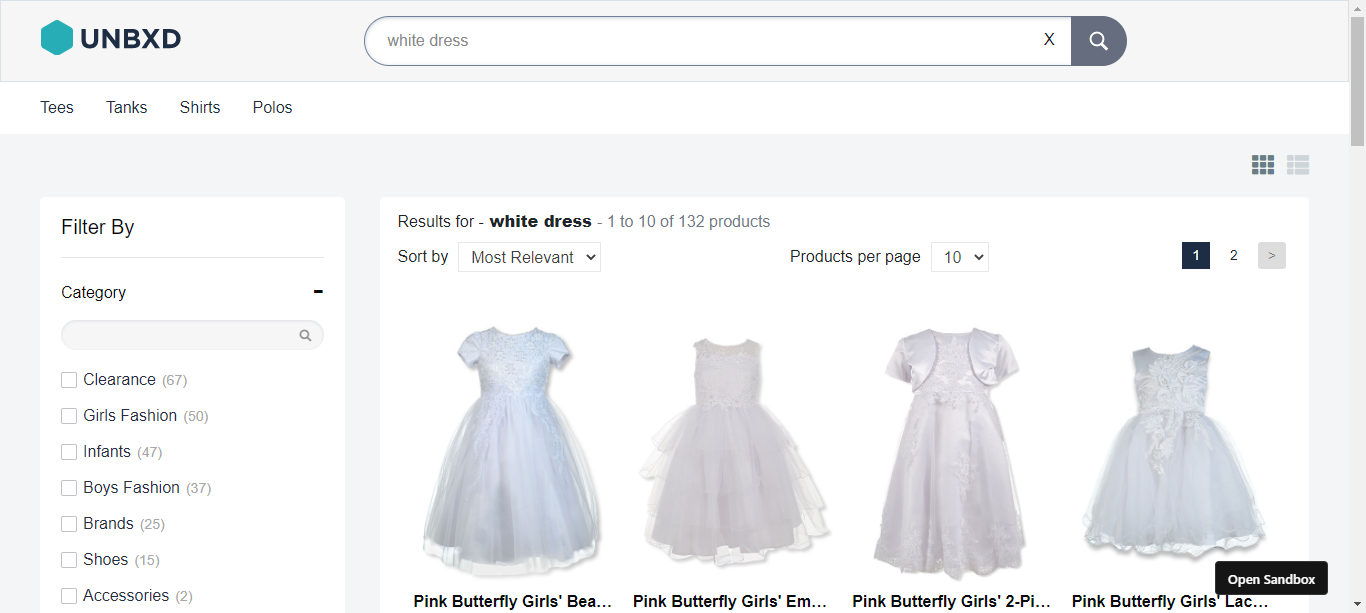 UNBXD
white dress
X
Tees Tanks Shirts Polos
Filter By
Category
Clearance (67)
Girls Fashion (50)
Infants (47)
Boys Fashion (37)
Brands (25)
Shoes (15)
Accessories (2)
Results for - white dress - 1 to 10 of 132 products
Sort by Most Relevant Products per page 10 1 2 >
Pink Butterfly Girls' Bea... Pink Butterfly Girls' Em... Pink Butterfly Girls' 2-Pi... Pink Butterfly Girls' Lac...
Open Sandbox